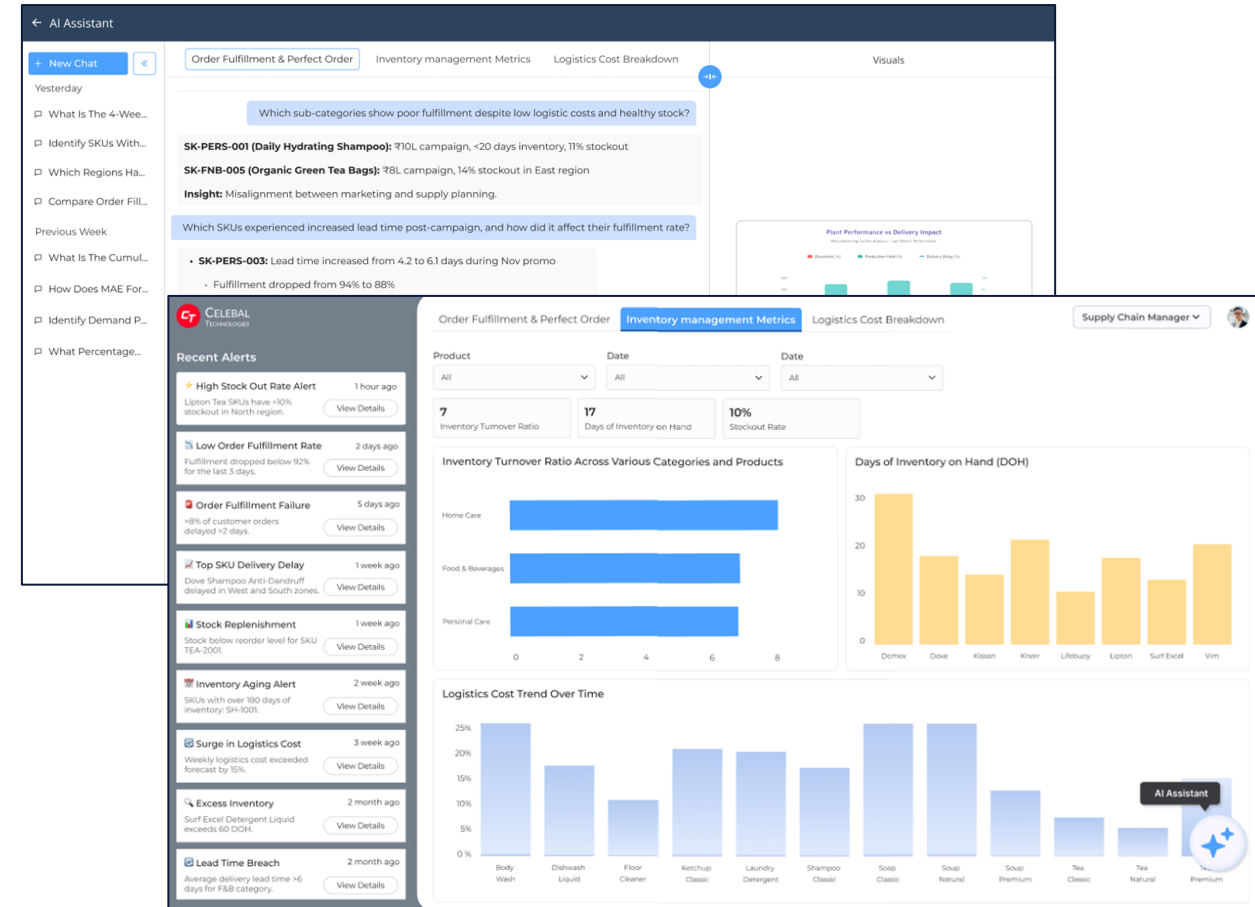 ← AI Assistant
+ New Chat
«
Yesterday
What Is The 4-Wee...
Identify SKUs With...
Which Regions Ha...
Compare Order Fill...
Previous Week
What Is The Cumul...
How Does MAE For...
Identify Demand P...
What Percentage...
Order Fulfillment & Perfect Order
Inventory management Metrics
Logistics Cost Breakdown
Visuals
Which sub-categories show poor fulfillment despite low logistic costs and healthy stock?
SK-PERS-001 (Daily Hydrating Shampoo): ₹10L campaign, <20 days inventory, 11% stockout
SK-FNB-005 (Organic Green Tea Bags): ₹8L campaign, 14% stockout in East region
Insight: Misalignment between marketing and supply planning.
Which SKUs experienced increased lead time post-campaign, and how did it affect their fulfillment rate?
• SK-PERS-003: Lead time increased from 4.2 to 6.1 days during Nov promo
• Fulfillment dropped from 94% to 88%
Plant Performance vs Delivery Impact
Manufacturing Facility Analysis - Last Month Performance
Downtime (%)
Production Yield (%)
Delivery Delay (%)
CT
CELEBAL
TECHNOLOGIES
Recent Alerts
High Stock Out Rate Alert
1 hour ago
Lipton Tea SKUs have >10%
stockout in North region.
View Details
Low Order Fulfillment Rate
2 days ago
Fulfillment dropped below 92%
for the last 3 days.
View Details
Order Fulfillment Failure
5 days ago
>8% of customer orders
delayed >2 days.
View Details
Top SKU Delivery Delay
1 week ago
Dove Shampoo Anti-Dandruff
delayed in West and South zones.
View Details
Stock Replenishment
1 week ago
Stock below reorder level for SKU
TEA-2001.
View Details
Inventory Aging Alert
2 week ago
SKUs with over 180 days of
inventory: SH-1001.
View Details
Surge in Logistics Cost
3 week ago
Weekly logistics cost exceeded
forecast by 15%.
View Details
Excess Inventory
2 month ago
Surf Excel Detergent Liquid
exceeds 60 DOH.
View Details
Lead Time Breach
2 month ago
Average delivery lead time >6
days for F&B category.
View Details
Order Fulfillment & Perfect Order
Inventory management Metrics
Logistics Cost Breakdown
Supply Chain Manager
Product
Date
Date
All
All
All
7
Inventory Turnover Ratio
17
Days of Inventory on Hand
10%
Stockout Rate
Inventory Turnover Ratio Across Various Categories and Products
Home Care
Food & Beverages
Personal Care
0 2 4 6 8
Days of Inventory on Hand (DOH)
30
20
10
0
Domex Dove Kissan Knorr Lifebuoy Lipton Surf Excel Vim
Logistics Cost Trend Over Time
25%
20%
15%
10%
5%
0%
Body Wash
Dishwash Liquid
Floor Cleaner
Ketchup Classic
Laundry Detergent
Shampoo Classic
Soap Classic
Soup Natural
Soup Premium
Tea Classic
Tea Natural
Premium
AI Assistant